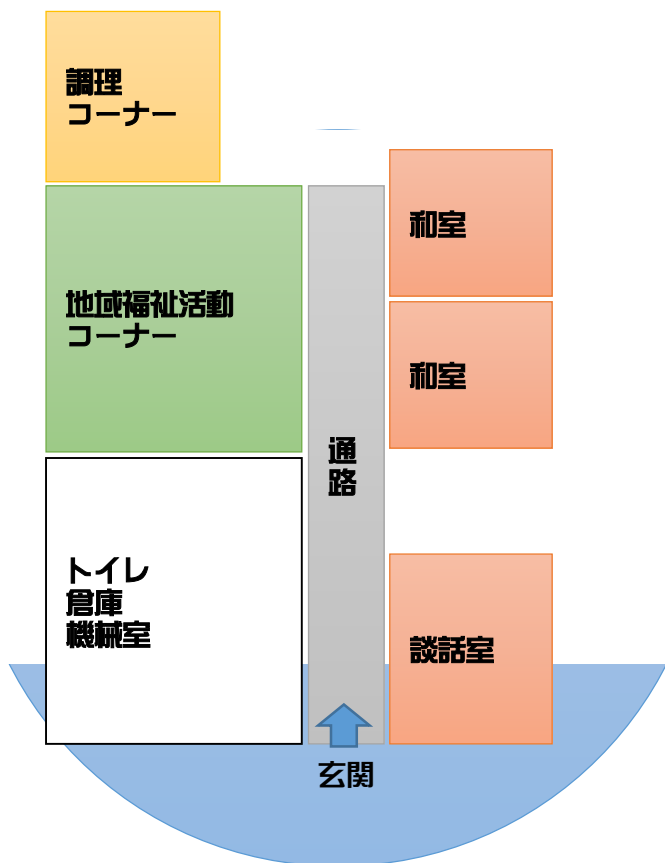 調理
コーナー
和室
地域福祉活動
コーナー
和室
通
路
トイレ
倉庫
機械室
談話室
玄関